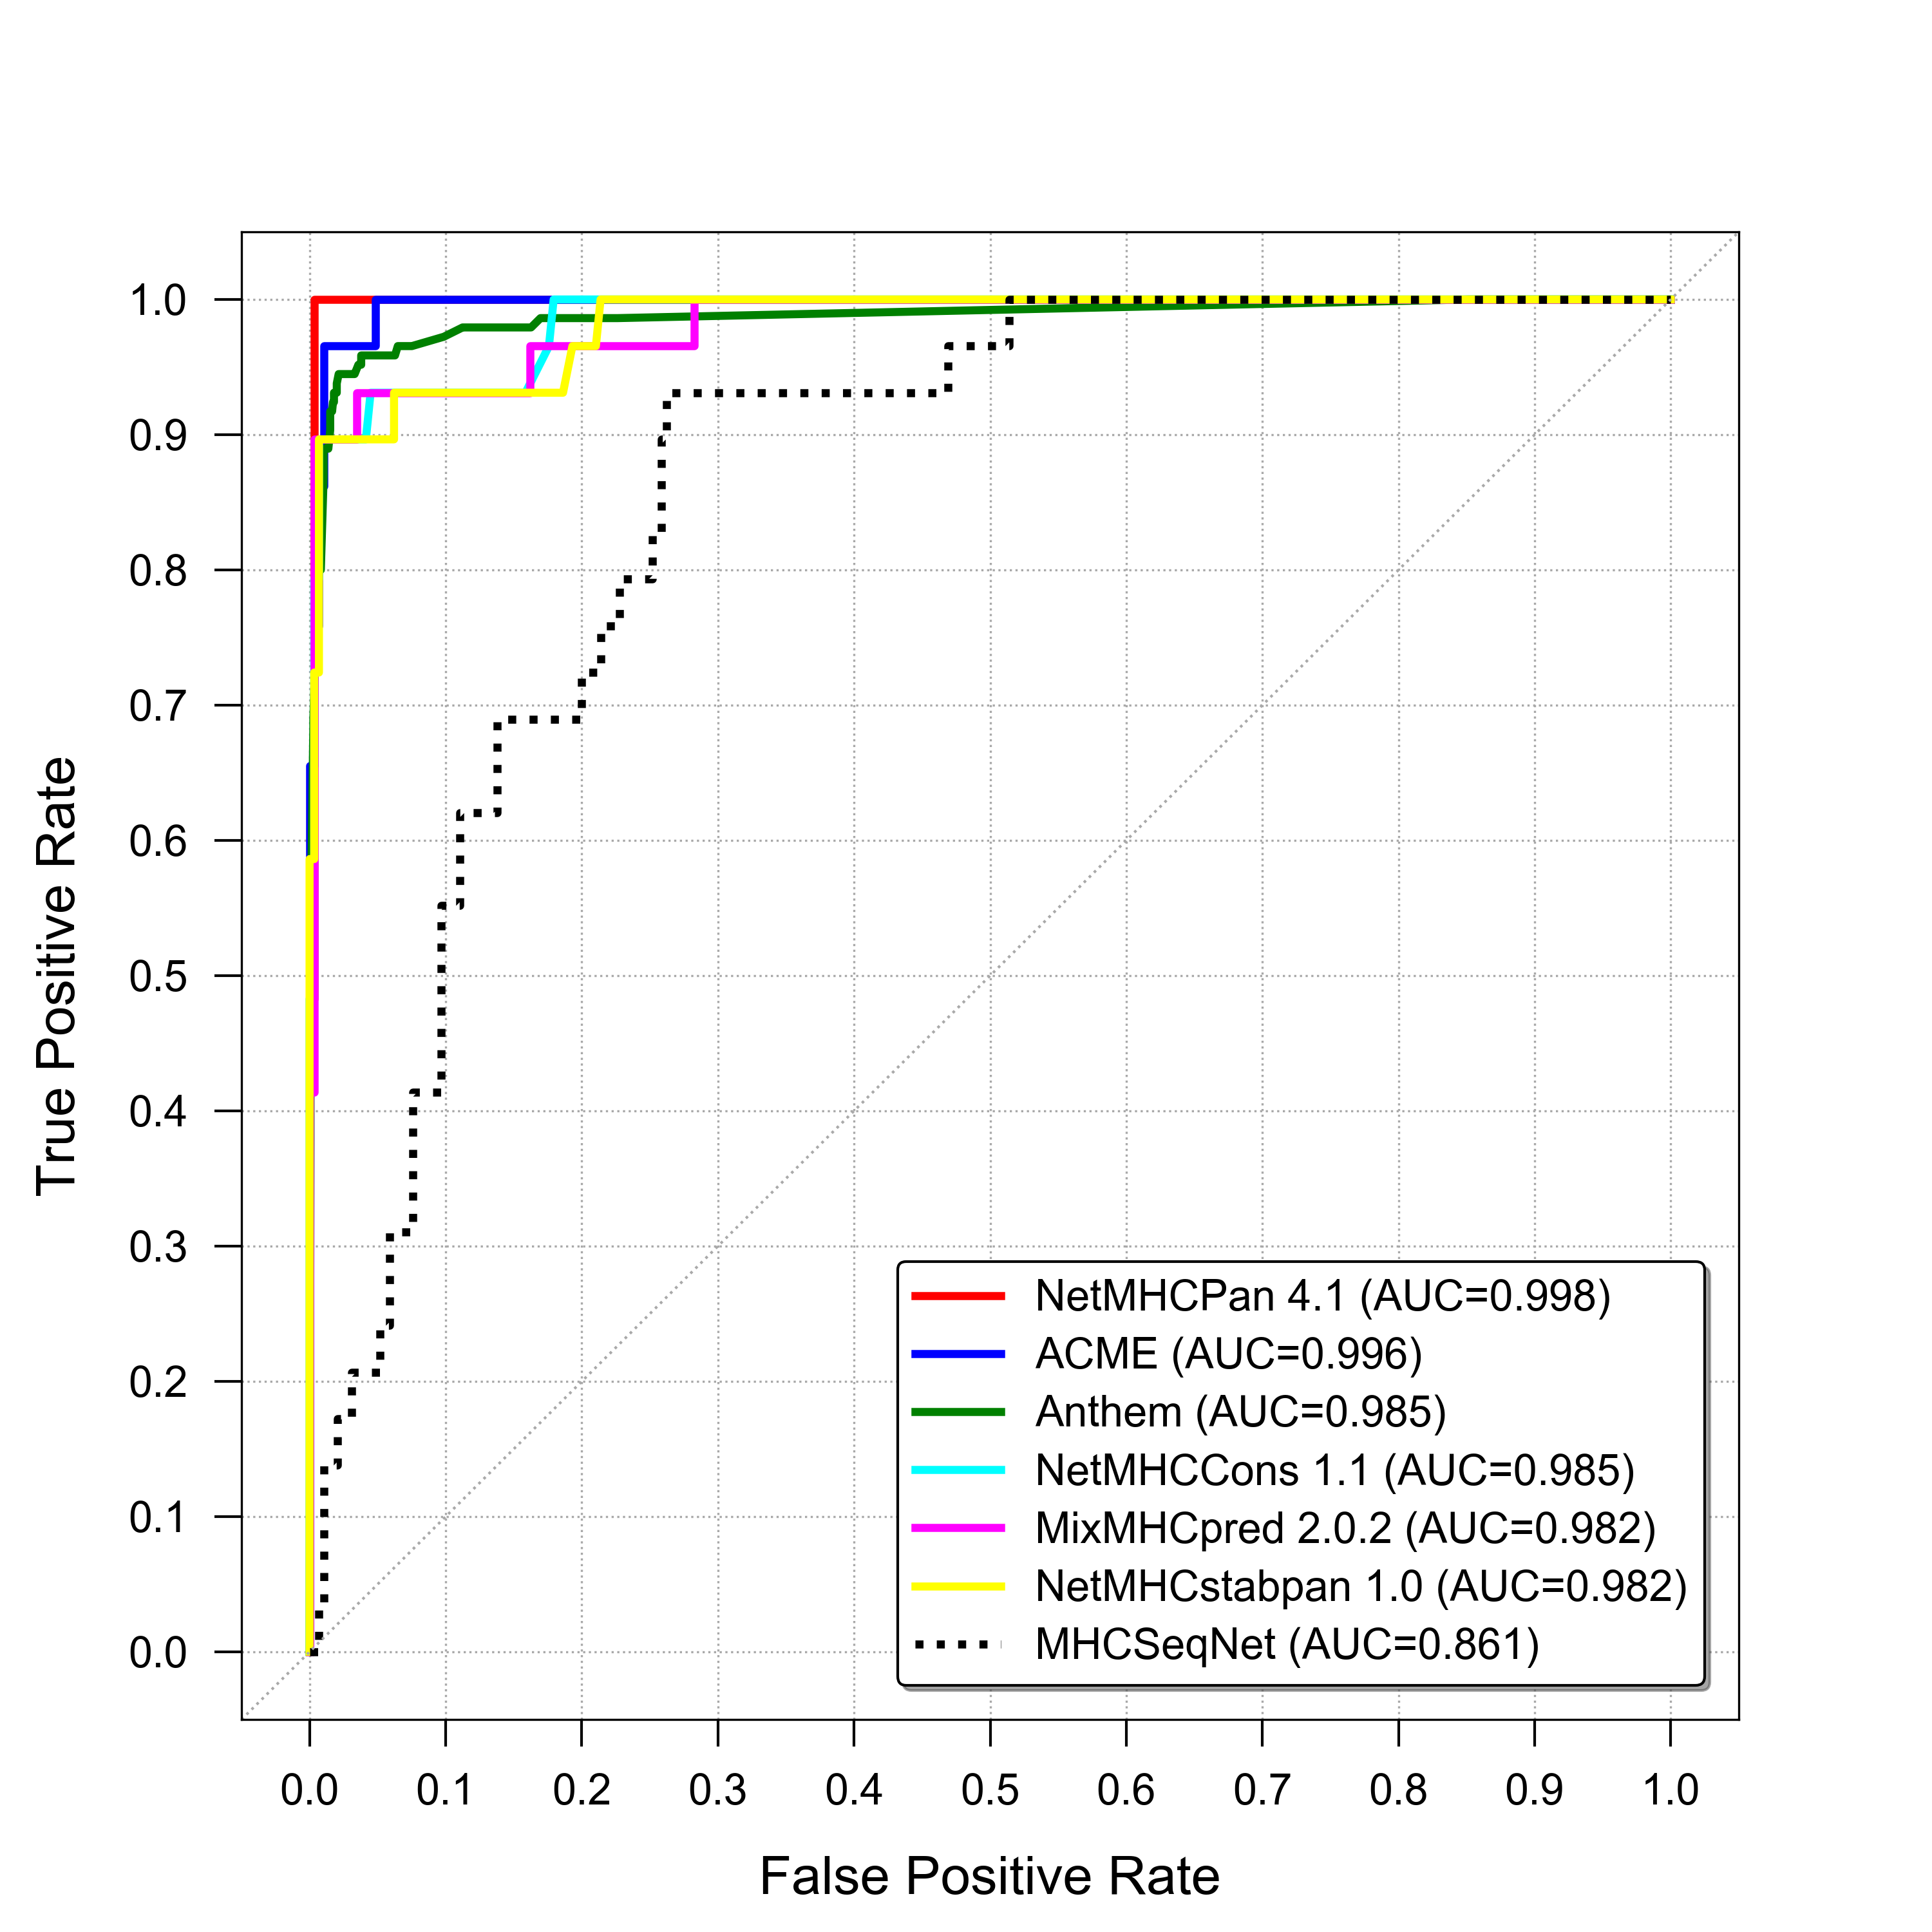 1.0
0.9
0.8
0.7
0.6
0.5
0.4
0.3
0.2
0.1
0.0
True Positive Rate
NetMHCPan 4.1 (AUC=0.998)
ACME (AUC=0.996)
Anthem (AUC=0.985)
NetMHCCons 1.1 (AUC=0.985)
MixMHCpred 2.0.2 (AUC=0.982)
NetMHCstabpan 1.0 (AUC=0.982)
MHCSeqNet (AUC=0.861)
0.0 0.1 0.2 0.3 0.4 0.5 0.6 0.7 0.8 0.9 1.0
False Positive Rate